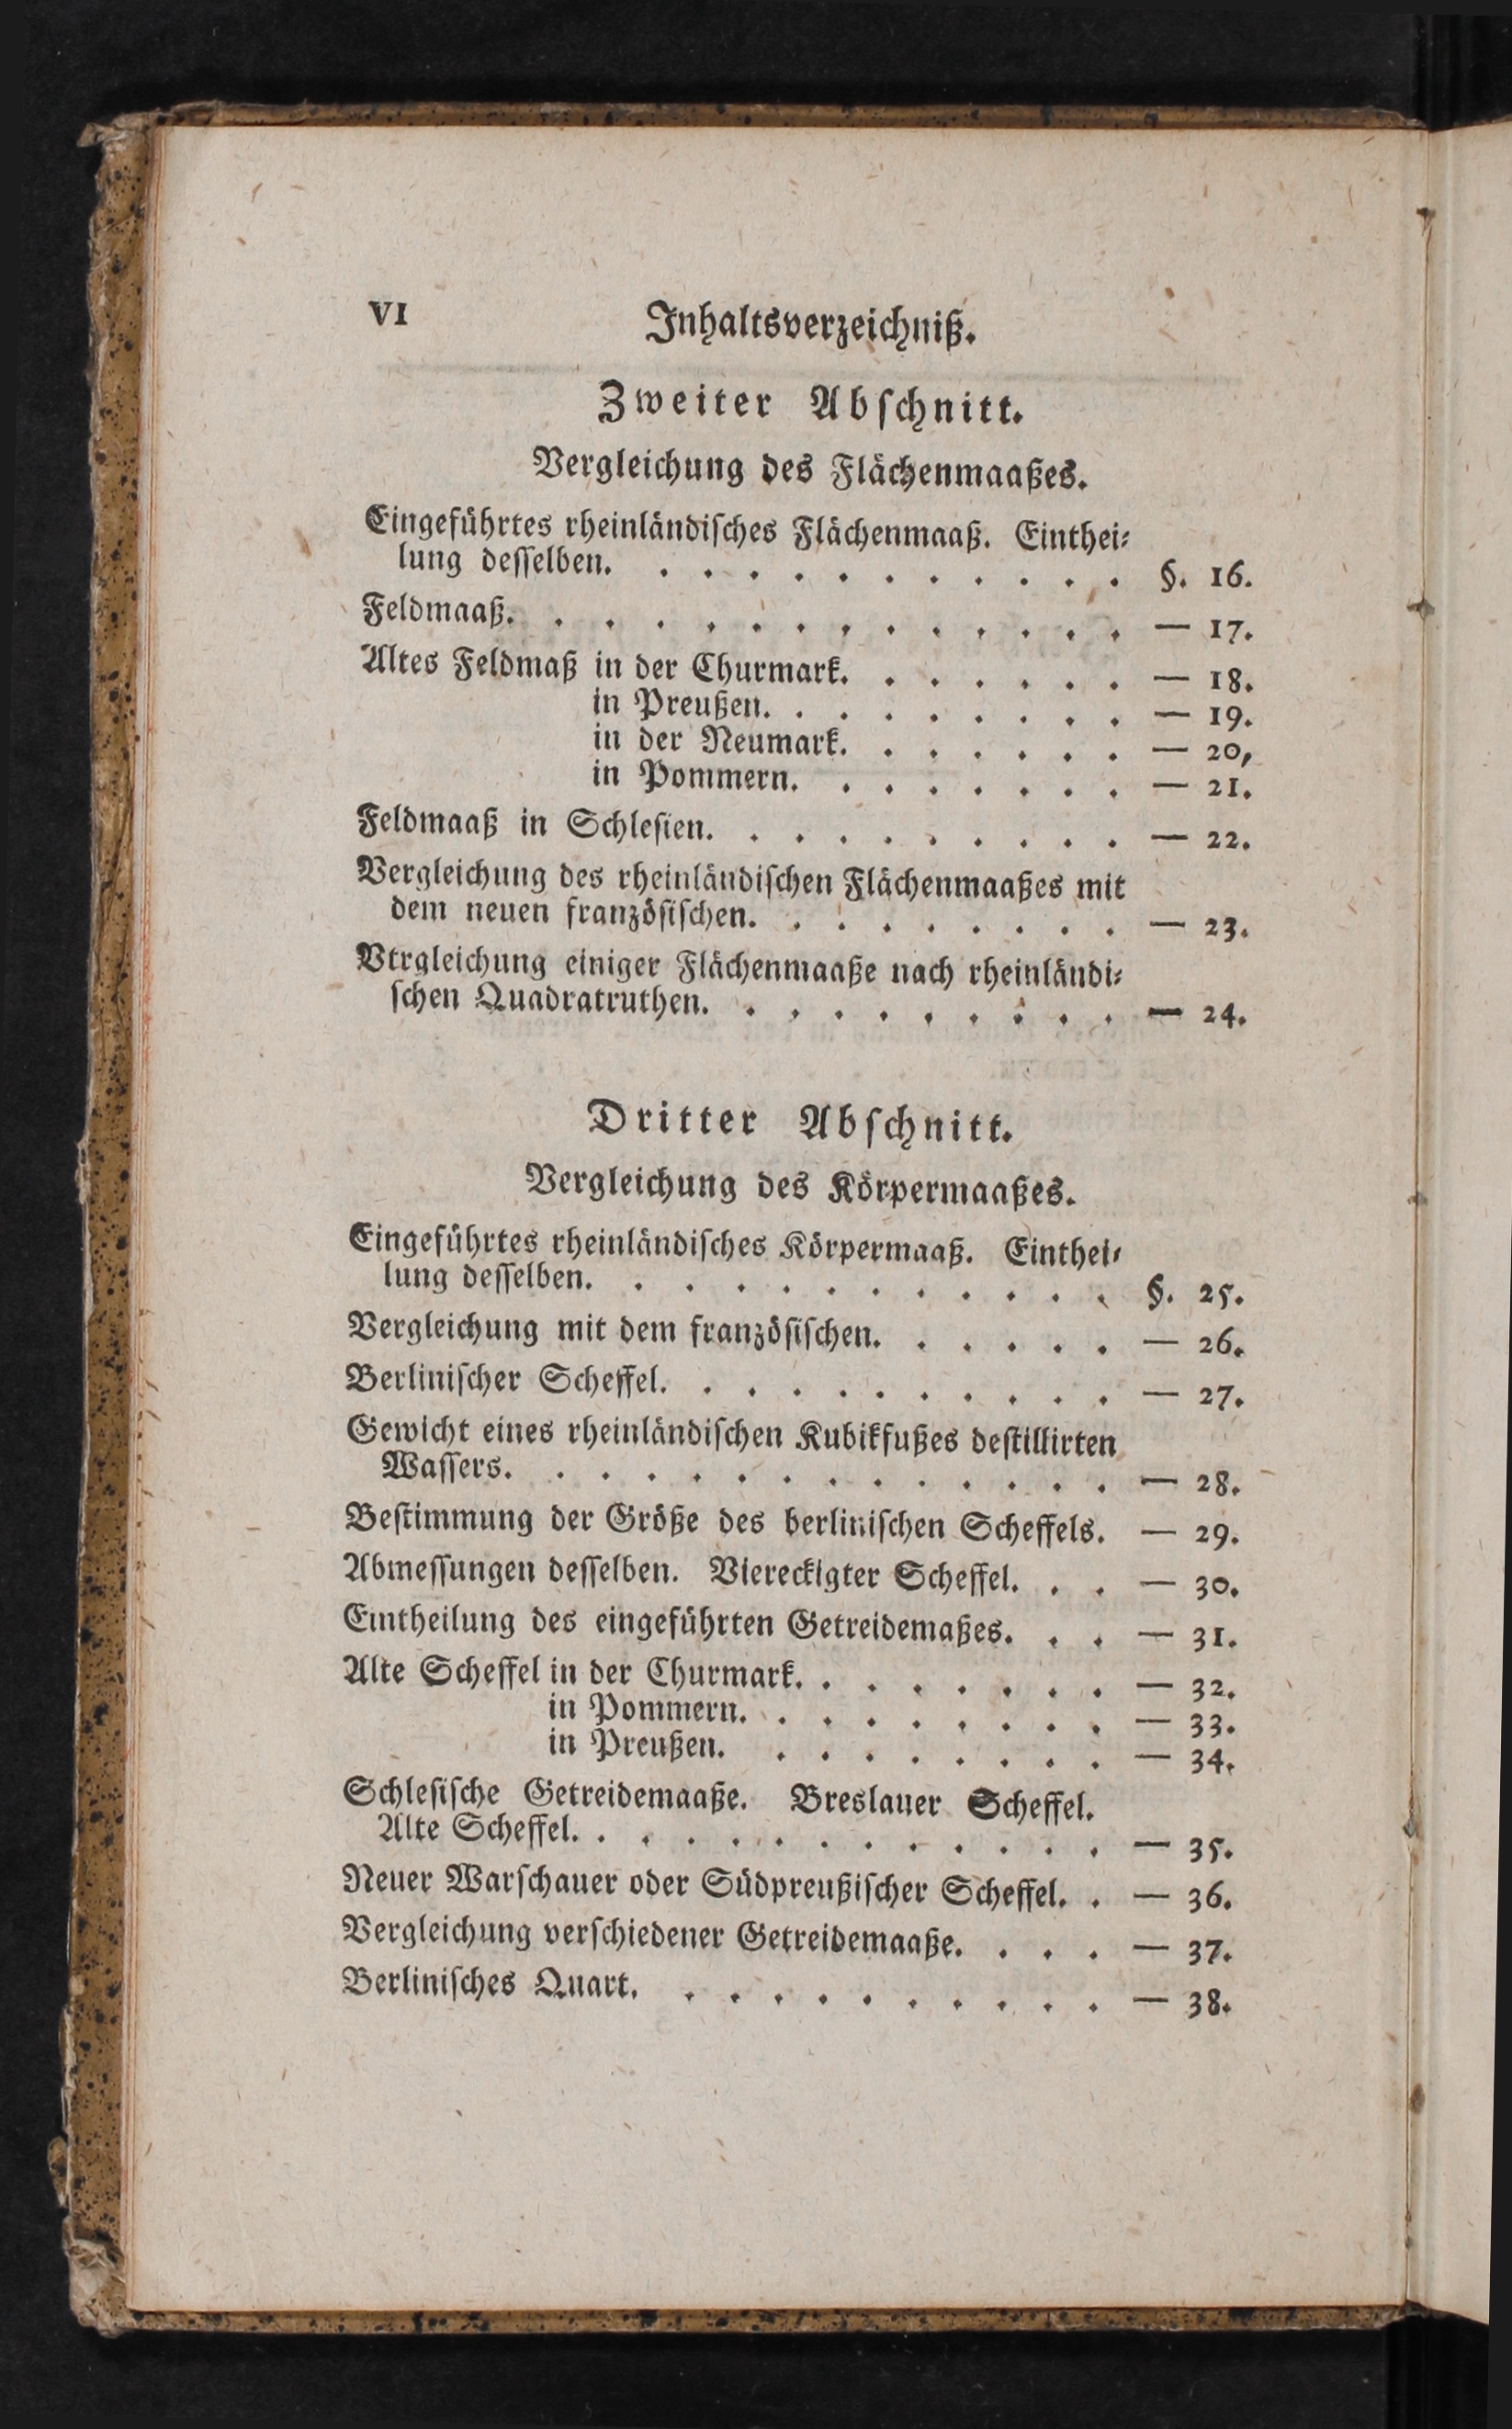 VI Inhaltsverzeichniß.
Zweiter Abschnitt.
Vergleichung des Flächenmaaßes.
Eingeführtes rheinländisches Flächenmaaß. Einthei⸗
lung desselben. . . . . . . . . . . . §. 16.
Feldmaaß. . . . . . . . . . . . . . — 17.
Altes Feldmaß in der Churmark. . . . . . . — 18.
in Preußen. . . . . . . . . — 19.
in der Neumark. . . . . . . — 20,
in Pommern. . . . . . . . — 21.
Feldmaaß in Schlesien. . . . . . . . . . — 22.
Vergleichung des rheinländischen Flächenmaaßes mit
dem neuen französischen. . . . . . . . . — 23.
Vtrgleichung einiger Flächenmaaße nach rheinländi⸗
schen Quadratruthen. . . . . . . . . . — 24.
Dritter Abschnitt.
Vergleichung des Körpermaaßes.
Eingeführtes rheinländisches Körpermaaß. Einthei⸗
lung desselben. . . . . . . . . . . . §. 25.
Vergleichung mit dem französischen. . . . . . — 26.
Berlinischer Scheffel. . . . . . . . . . . — 27.
Gewicht eines rheinländischen Kubikfußes destillirten
Wassers. . . . . . . . . . . . . . — 28.
Bestimmung der Größe des berlinischen Scheffels. — 29.
Abmessungen desselben. Viereckigter Scheffel. . . — 30.
Eintheilung des eingeführten Getreidemaßes. . . — 31.
Alte Scheffel in der Churmark. . . . . . . . — 32.
in Pommern. . . . . . . . . — 33.
in Preußen. . . . . . . . . — 34.
Schlesische Getreidemaaße. Breslauer Scheffel.
Alte Scheffel. . . . . . . . . . . . . — 35.
Neuer Warschauer oder Südpreußischer Scheffel. . — 36.
Vergleichung verschiedener Getreidemaaße. . . . — 37.
Berlinisches Quart. . . . . . . . . . . — 38.